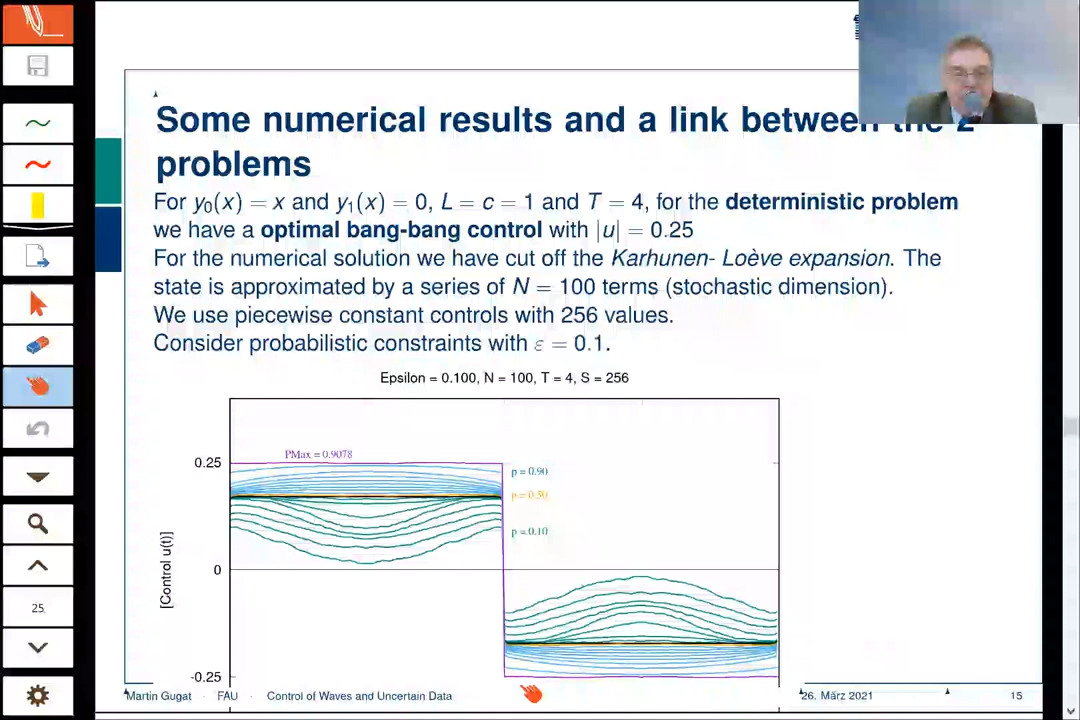 Some numerical results and a link between the 2
problems
For y₀(x) = x and y₁(x) = 0, L = c = 1 and T = 4, for the deterministic problem
we have a optimal bang-bang control with |u| = 0.25
For the numerical solution we have cut off the Karhunen- Loève expansion. The
state is approximated by a series of N = 100 terms (stochastic dimension).
We use piecewise constant controls with 256 values.
Consider probabilistic constraints with ε = 0.1.
Epsilon = 0.100, N = 100, T = 4, S = 256
PMax = 0.9078
0.25
p = 0.90
p = 0.50
p = 0.10
[Control u(t)]
0
-0.25
25
Martin Gugat · FAU · Control of Waves and Uncertain Data
26. März 2021
15